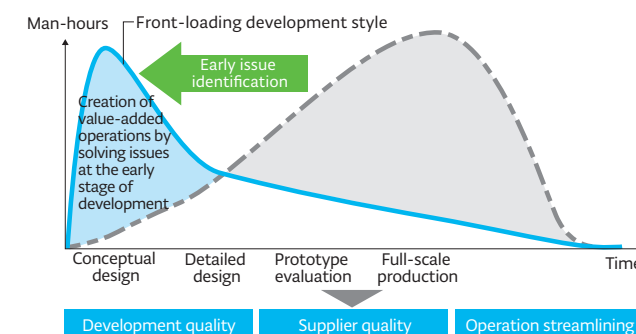 Man-hours
Front-loading development style
Early issue
identification
Creation of
value-added
operations by
solving issues
at the early
stage of
development
Conceptual
design
Detailed
design
Prototype
evaluation
Full-scale
production
Time
Development quality
Supplier quality
Operation streamlining